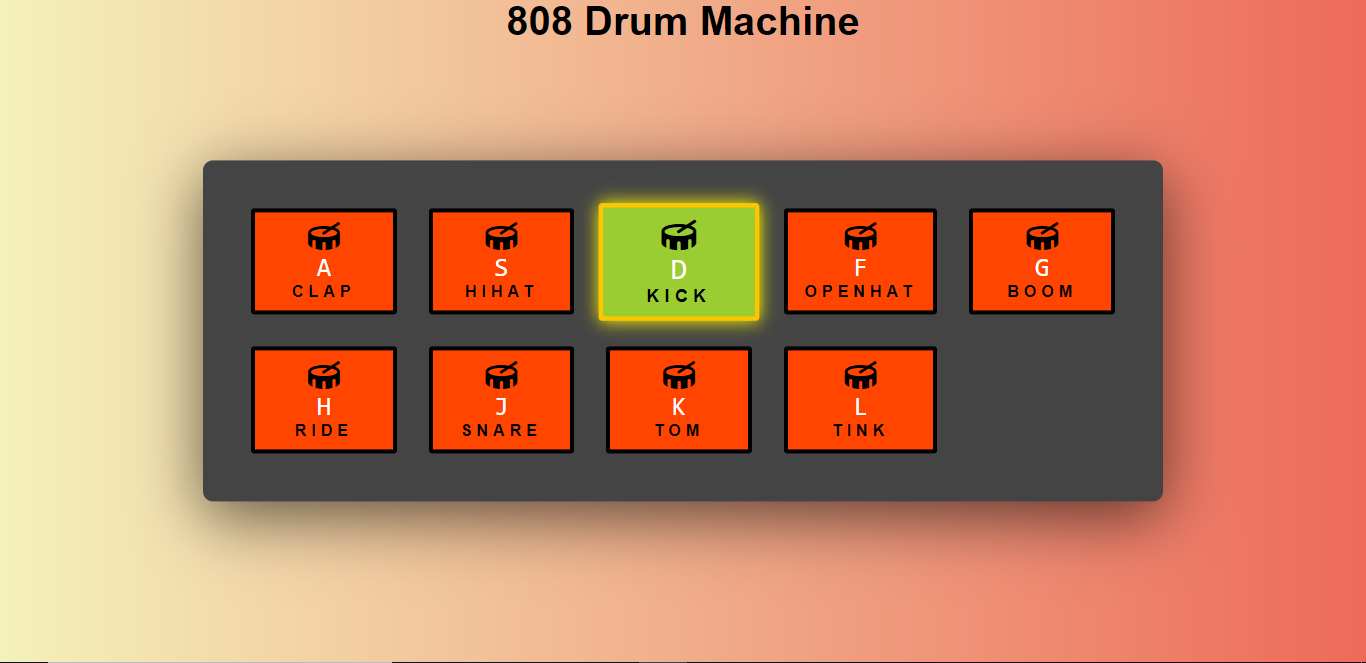 808 Drum Machine
A
CLAP
S
HIHAT
D
KICK
F
OPENHAT
G
BOOM
H
RIDE
J
SNARE
K
TOM
L
TINK